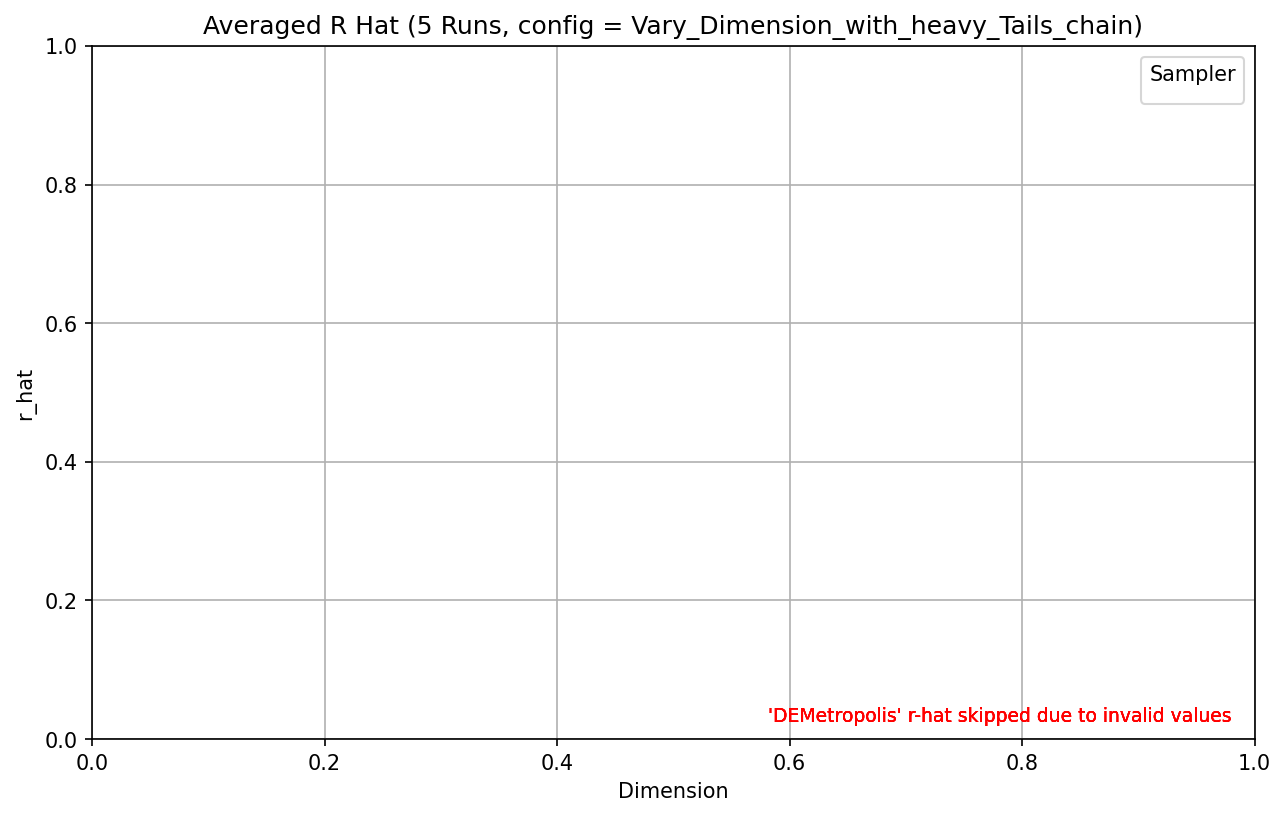 Averaged R Hat (5 Runs, config = Vary_Dimension_with_heavy_Tails_chain)
1.0
Sampler
0.8
0.6
r_hat
0.4
0.2
'DEMetropolis' r-hat skipped due to invalid values
0.0
0.0 0.2 0.4 0.6 0.8 1.0
Dimension